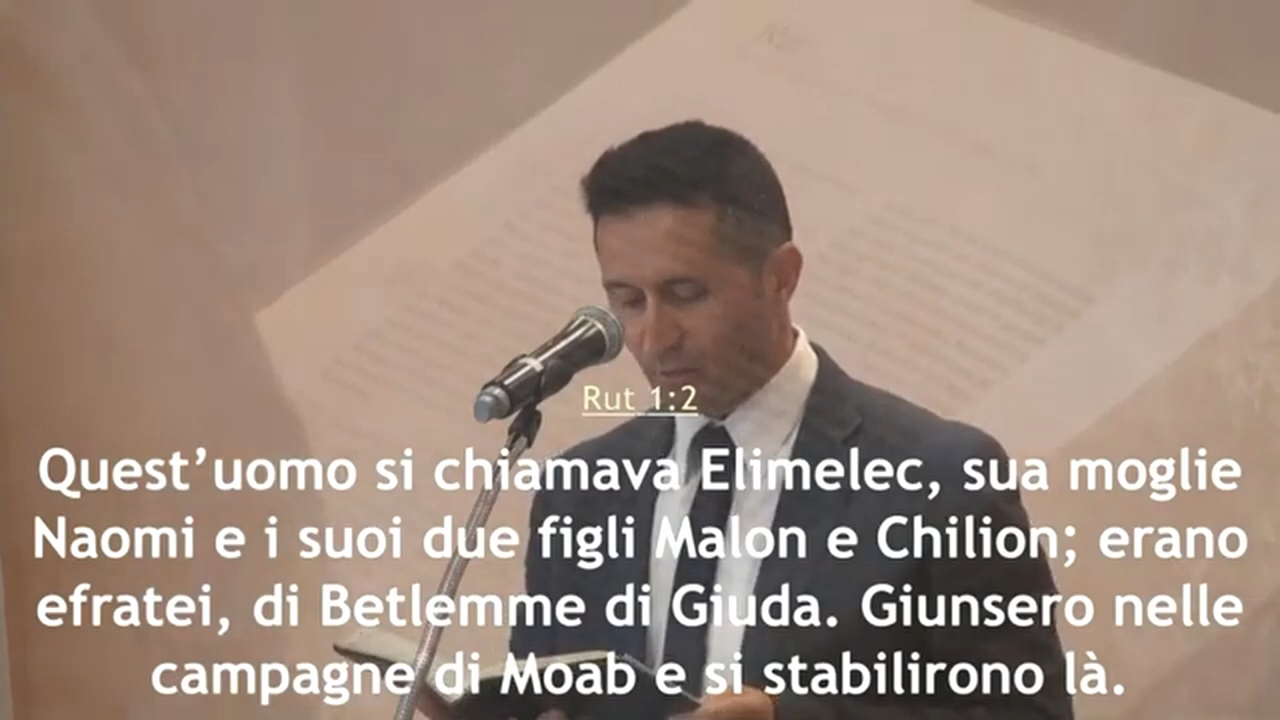 Rut 1:2
Quest’uomo si chiamava Elimelec, sua moglie
Naomi e i suoi due figli Malon e Chilion; erano
efratei, di Betlemme di Giuda. Giunsero nelle
campagne di Moab e si stabilirono là.